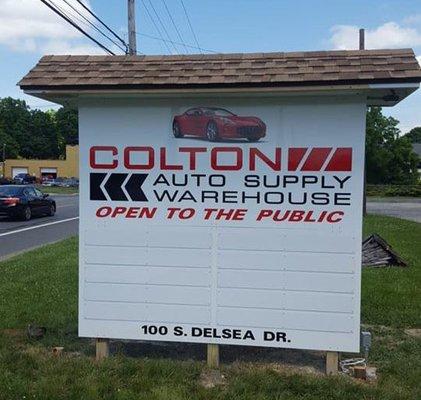 COLTON
AUTO SUPPLY
WAREHOUSE
OPEN TO THE PUBLIC
100 S. DELSEA DR.